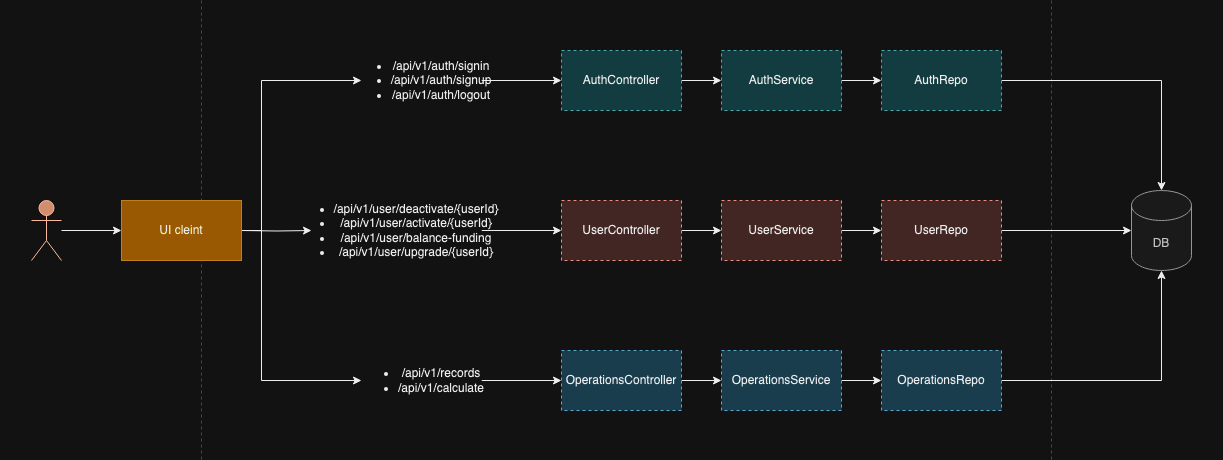 /api/v1/auth/signin
/api/v1/auth/signup
/api/v1/auth/logout
AuthController
AuthService
AuthRepo
UI cleint
/api/v1/user/deactivate/{userId}
/api/v1/user/activate/{userId}
/api/v1/user/balance-funding
/api/v1/user/upgrade/{userId}
UserController
UserService
UserRepo
DB
/api/v1/records
/api/v1/calculate
OperationsController
OperationsService
OperationsRepo